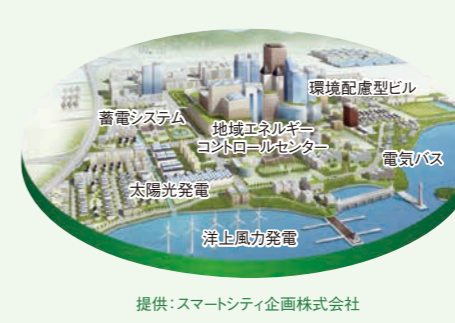 環境配慮型ビル
蓄電システム
地域エネルギー
コントロールセンター
電気バス
太陽光発電
洋上風力発電
提供：スマートシティ企画株式会社